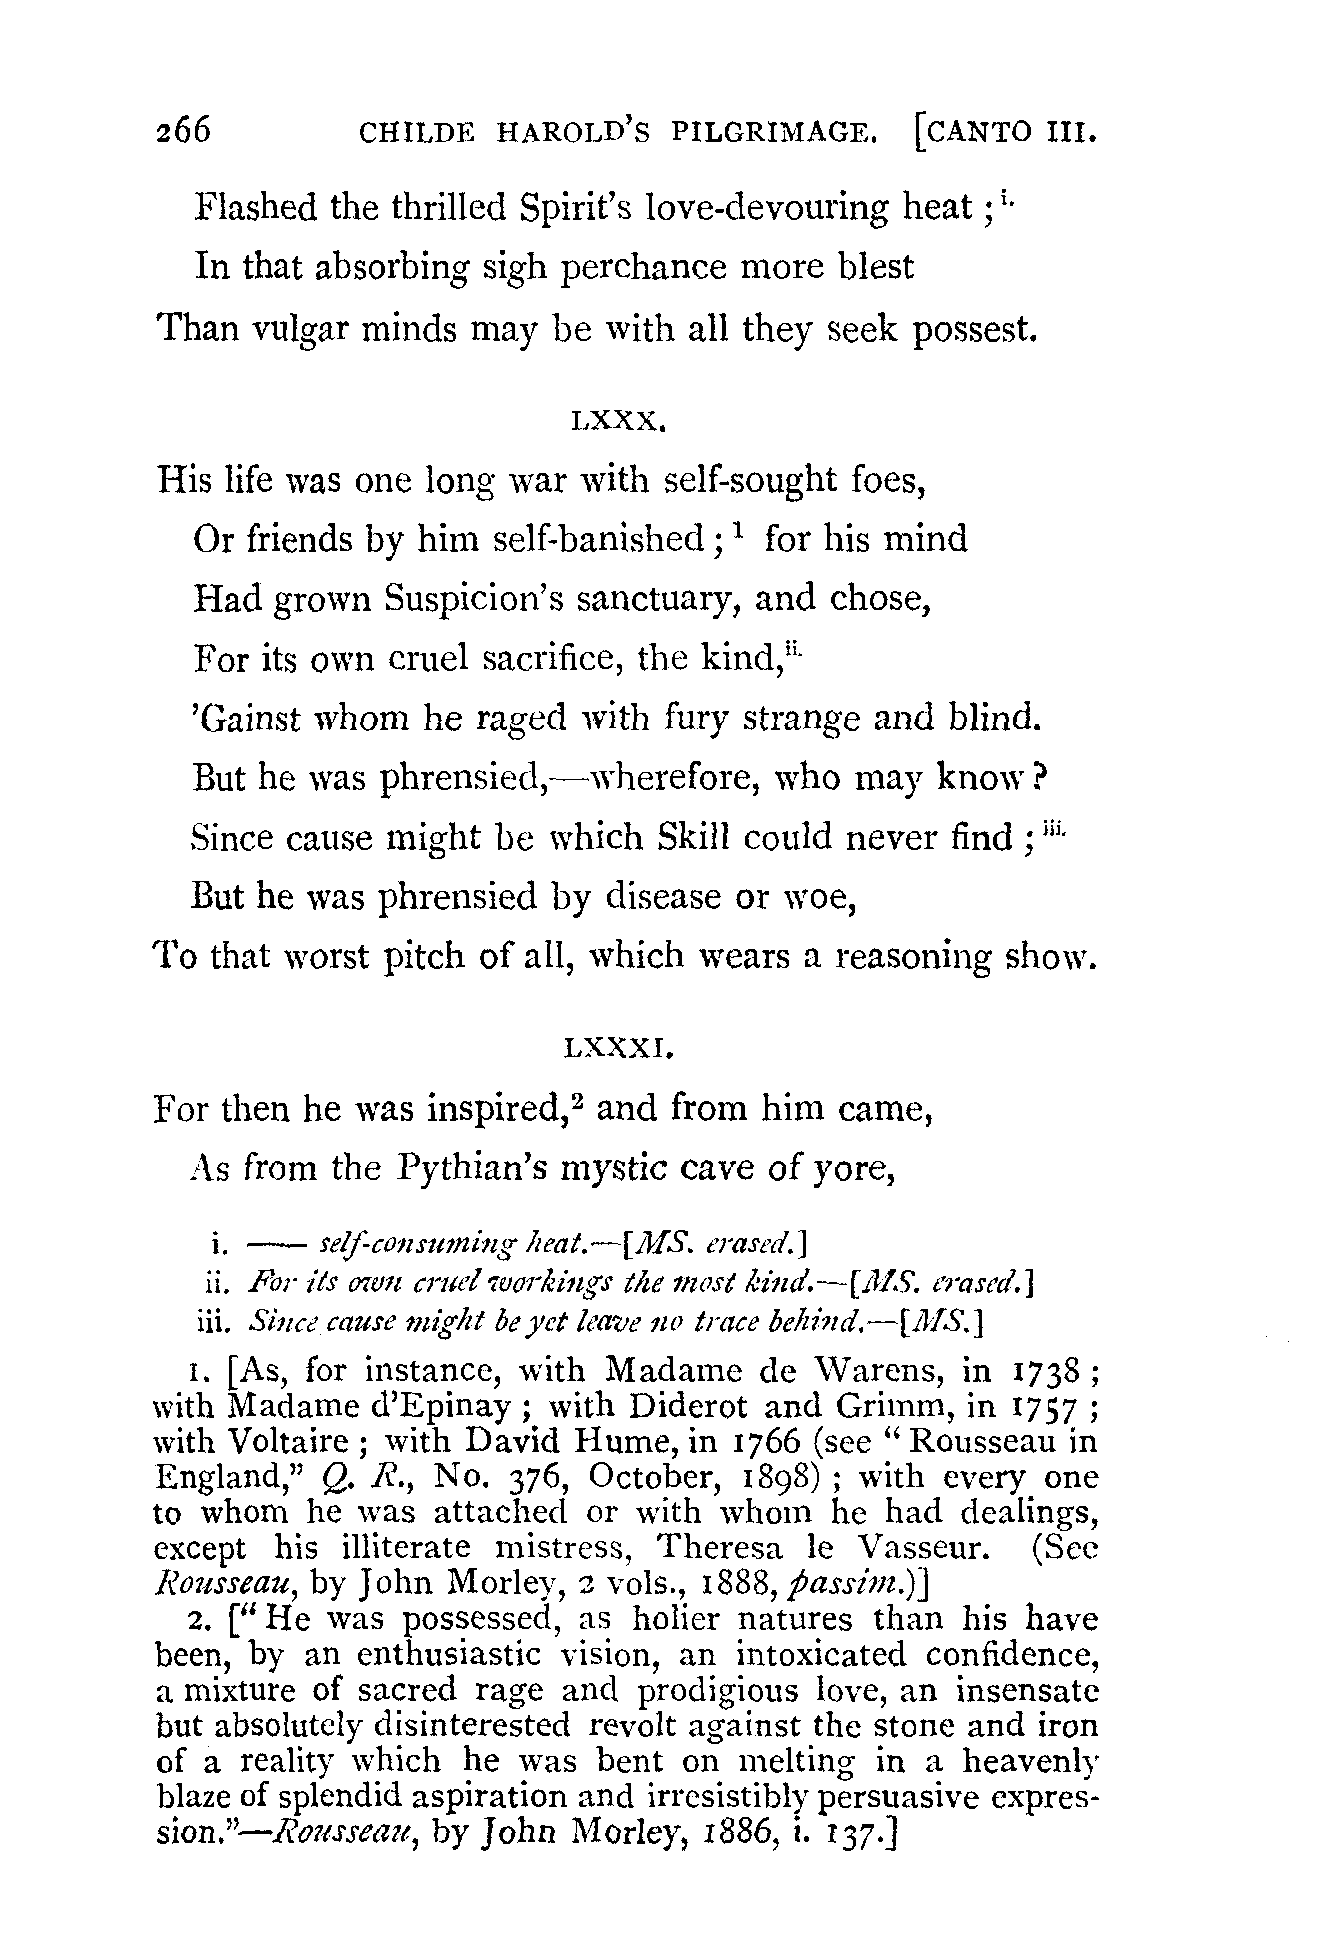 266 CHILDE HAROLD'S PILGRIMAGE. [CANTO III.
Flashed the thrilled Spirit's love-devouring heat ; i.
In that absorbing sigh perchance more blest
Than vulgar minds may be with all they seek possest.
LXXX.
His life was one long war with self-sought foes,
Or friends by him self-banished ; 1 for his mind
Had grown Suspicion's sanctuary, and chose,
For its own cruel sacrifice, the kind, ii.
'Gainst whom he raged with fury strange and blind.
But he was phrensied,—wherefore, who may know ?
Since cause might be which Skill could never find ; iii.
But he was phrensied by disease or woe,
To that worst pitch of all, which wears a reasoning show.
LXXXI.
For then he was inspired,2 and from him came,
As from the Pythian's mystic cave of yore,
i. —— self-consuming heat.—[MS. erased.]
ii. For its own cruel workings the most kind.—[MS. erased.]
iii. Since cause might be yet leave no trace behind.—[MS.]
1. [As, for instance, with Madame de Warens, in 1738 ;
with Madame d'Epinay ; with Diderot and Grimm, in 1757 ;
with Voltaire ; with David Hume, in 1766 (see "Rousseau in
England," Q. R., No. 376, October, 1898) ; with every one
to whom he was attached or with whom he had dealings,
except his illiterate mistress, Theresa le Vasseur. (See
Rousseau, by John Morley, 2 vols., 1888, passim.)]
2. ["He was possessed, as holier natures than his have
been, by an enthusiastic vision, an intoxicated confidence,
a mixture of sacred rage and prodigious love, an insensate
but absolutely disinterested revolt against the stone and iron
of a reality which he was bent on melting in a heavenly
blaze of splendid aspiration and irresistibly persuasive expres-
sion."—Rousseau, by John Morley, 1886, i. 137.]